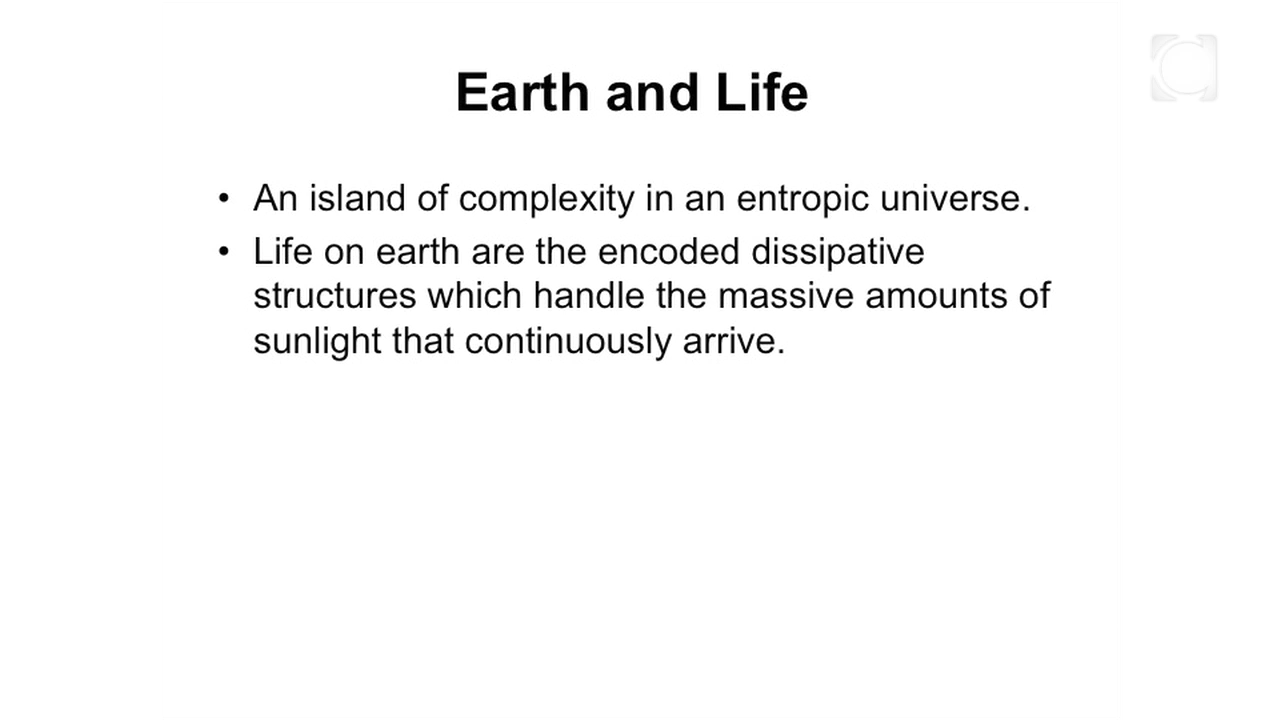 Earth and Life
• An island of complexity in an entropic universe.
• Life on earth are the encoded dissipative
structures which handle the massive amounts of
sunlight that continuously arrive.